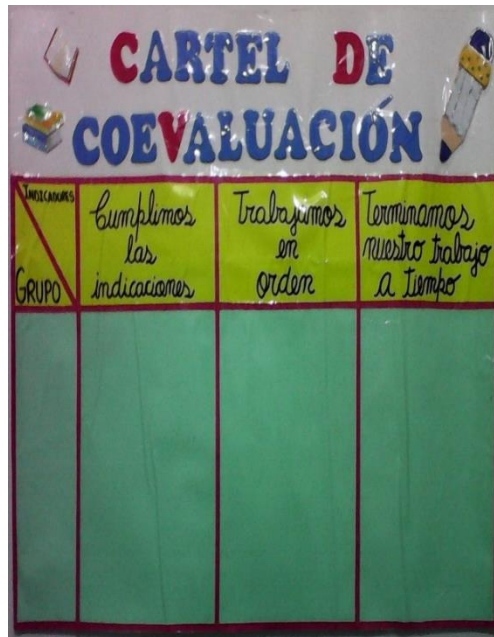 CARTEL DE
COEVALUACIÓN
INDICADORES
GRUPO
Cumplimos
las
indicaciones
Trabajamos
en
orden
Terminamos
nuestro trabajo
a tiempo